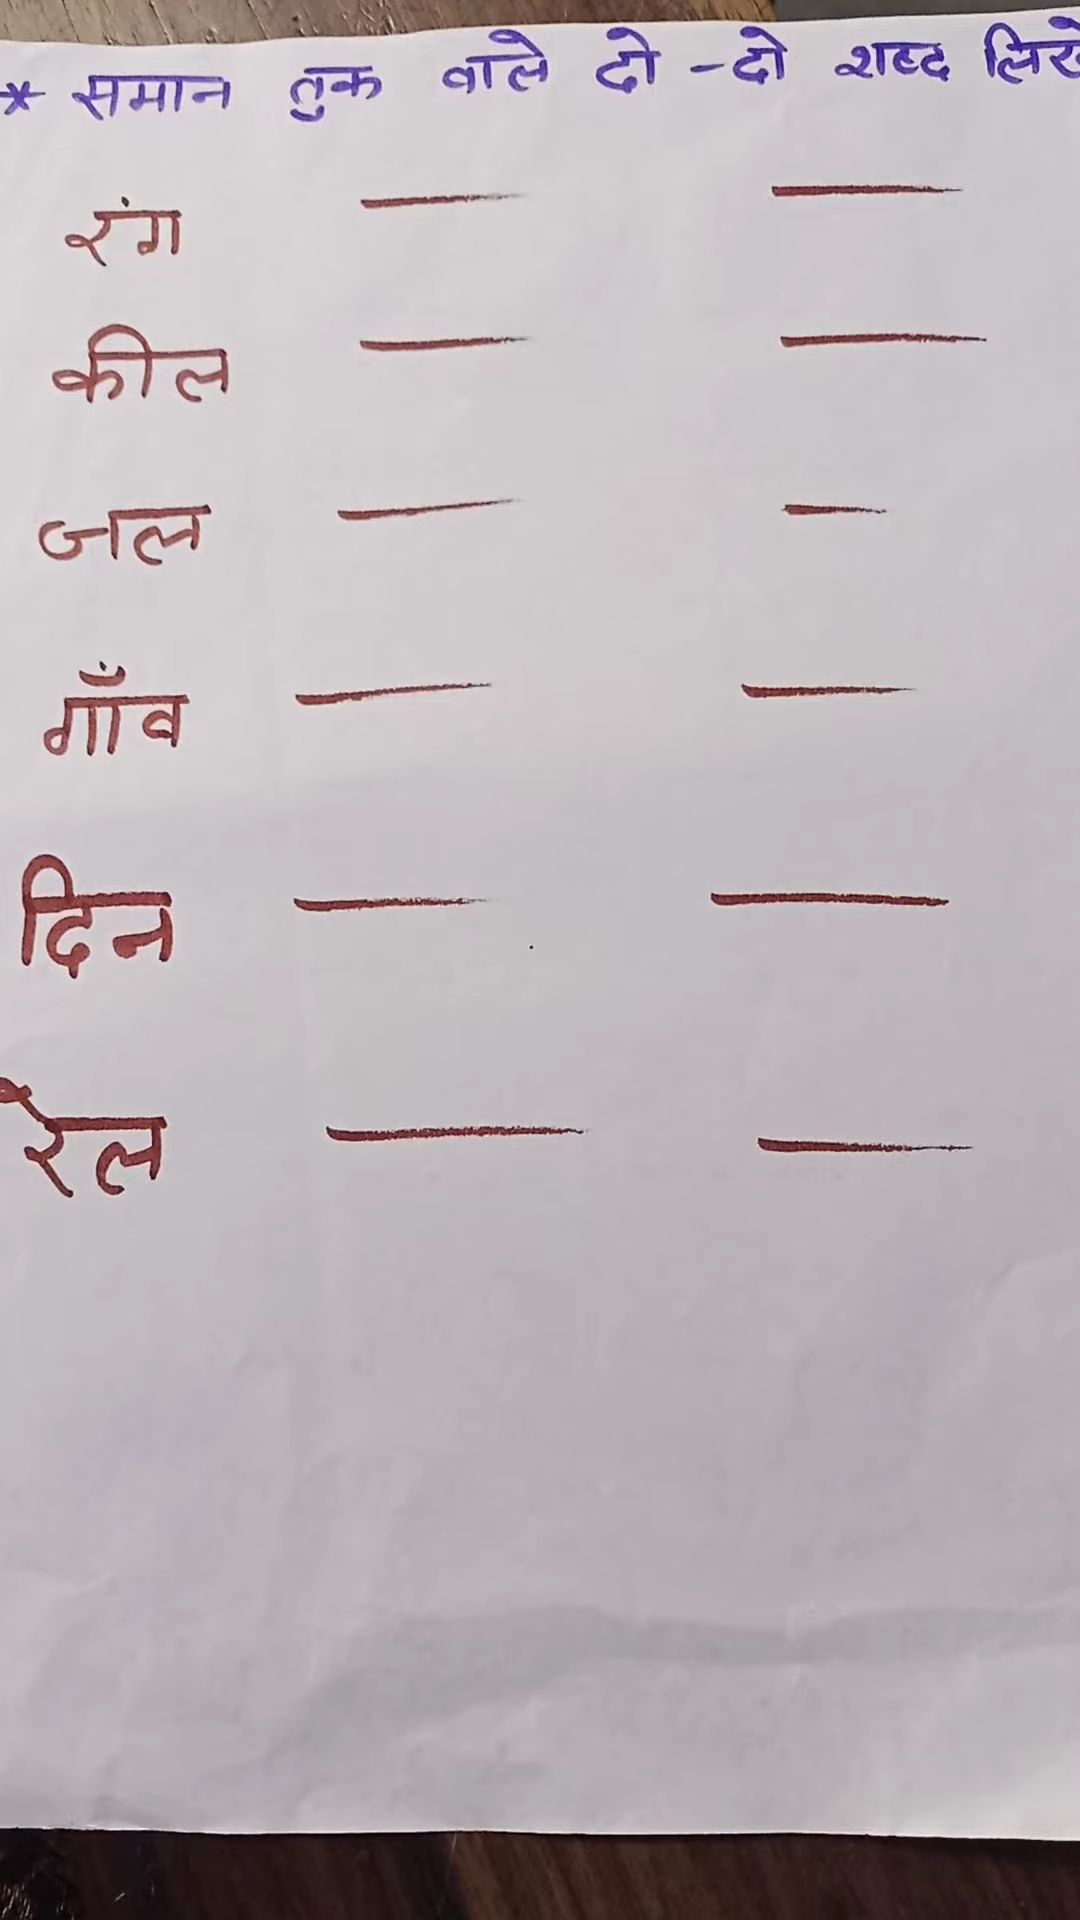 * समान तुक वाले दो - दो शब्द लिखे
रंग — —
कील — —
जल — —
गाँव — —
दिन — —
रेल — —